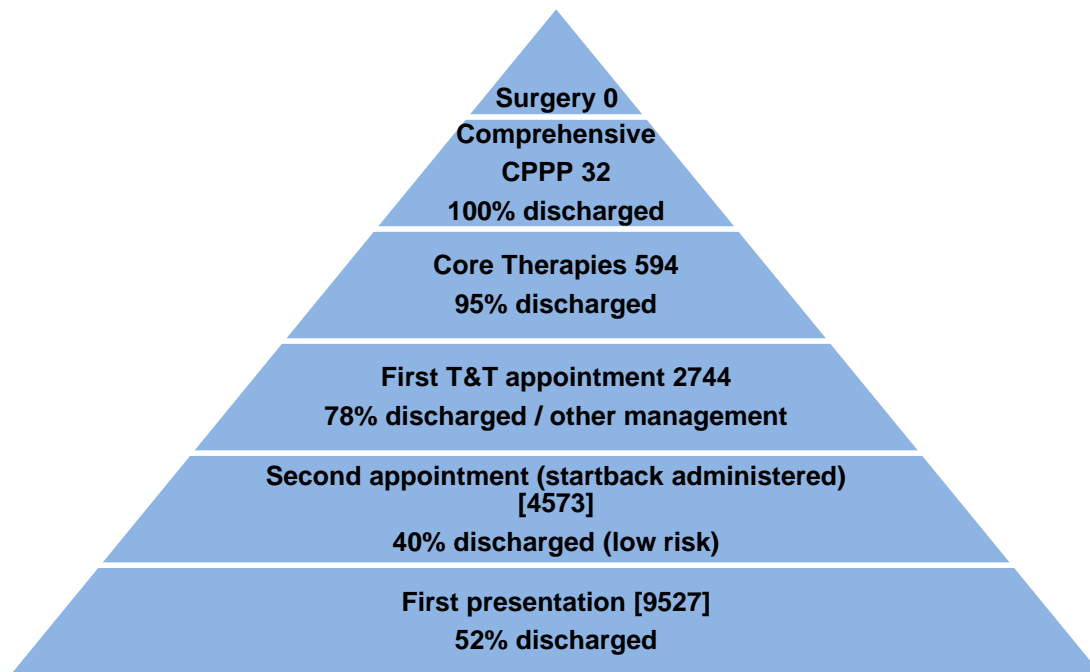 Surgery 0
Comprehensive
CPPP 32
100% discharged
Core Therapies 594
95% discharged
First T&T appointment 2744
78% discharged / other management
Second appointment (startback administered)
[4573]
40% discharged (low risk)
First presentation [9527]
52% discharged